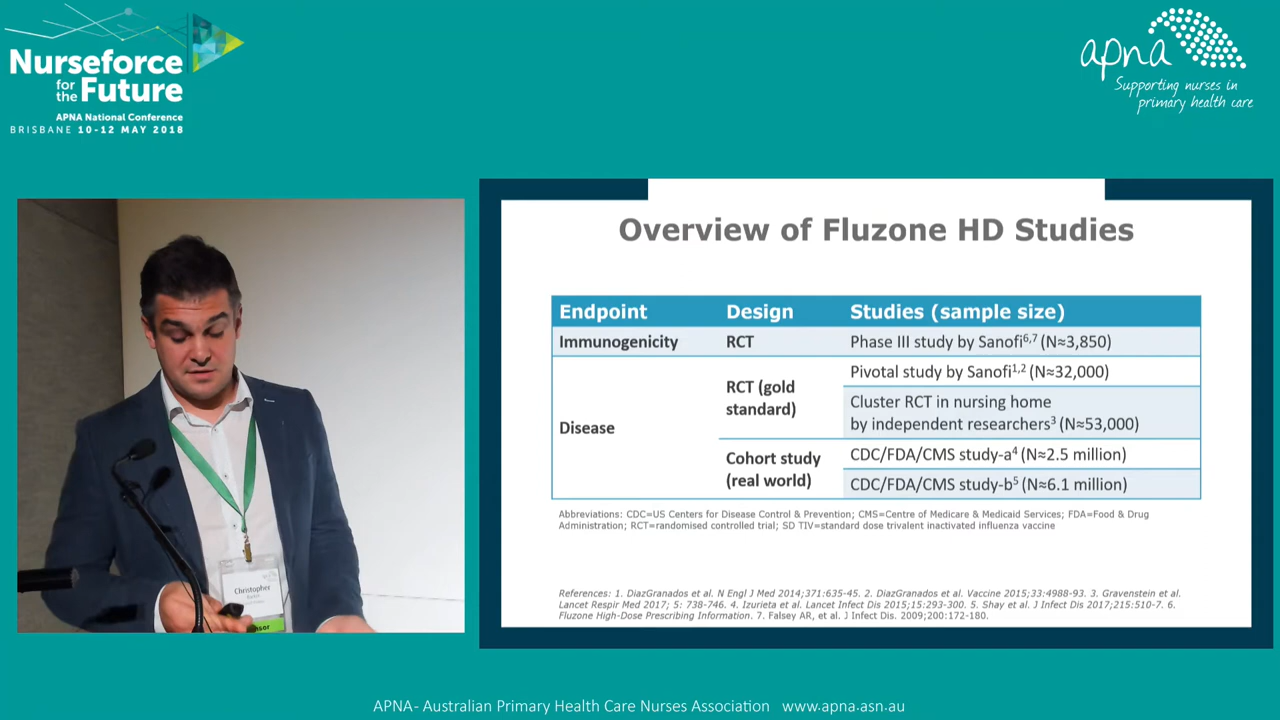 Nurseforce
for
the Future
APNA National Conference
BRISBANE 10-12 MAY 2018
apna
Supporting nurses in
primary health care
Christopher
Overview of Fluzone HD Studies
Endpoint Design Studies (sample size)
Immunogenicity RCT Phase III study by Sanofi6,7 (N≈3,850)
Disease RCT (gold standard) Pivotal study by Sanofi1,2 (N≈32,000)
Cluster RCT in nursing home
by independent researchers3 (N≈53,000)
Cohort study (real world) CDC/FDA/CMS study-a4 (N≈2.5 million)
CDC/FDA/CMS study-b5 (N≈6.1 million)
Abbreviations: CDC=US Centers for Disease Control & Prevention; CMS=Centre of Medicare & Medicaid Services; FDA=Food & Drug
Administration; RCT=randomised controlled trial; SD TIV=standard dose trivalent inactivated influenza vaccine
References: 1. DiazGranados et al. N Engl J Med 2014;371:635-45. 2. DiazGranados et al. Vaccine 2015;33:4988-93. 3. Gravenstein et al.
Lancet Respir Med 2017; 5: 738-746. 4. Izurieta et al. Lancet Infect Dis 2015;15:293-300. 5. Shay et al. J Infect Dis 2017;215:510-7. 6.
Fluzone High-Dose Prescribing Information. 7. Falsey AR, et al. J Infect Dis. 2009;200:172-180.
APNA- Australian Primary Health Care Nurses Association www.apna.asn.au